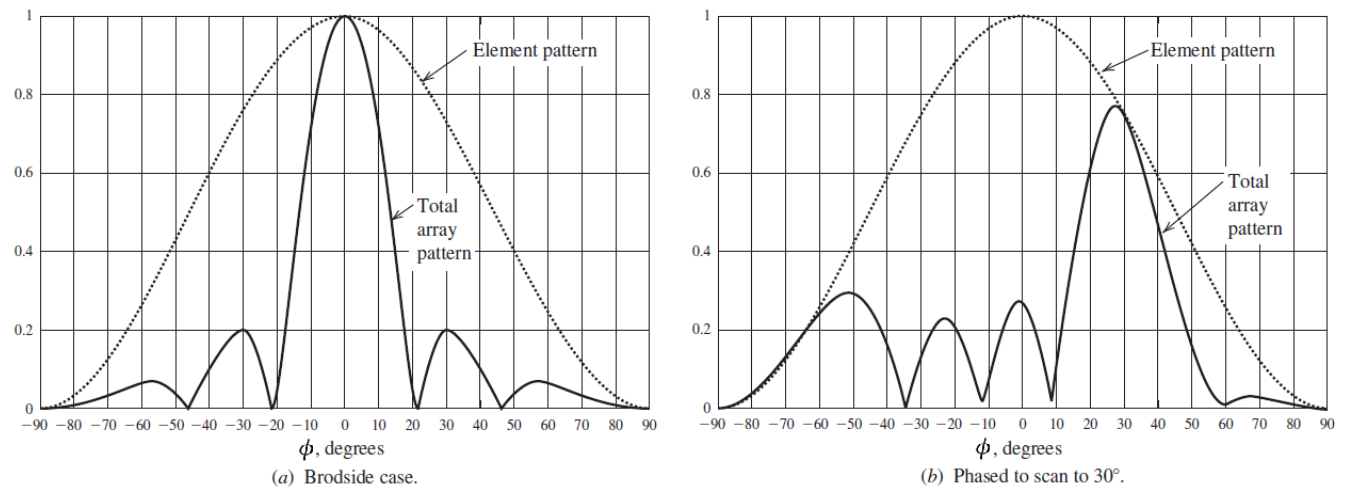 1
0.8
0.6
0.4
0.2
0
Element pattern
Total
array
pattern
−90 −80 −70 −60 −50 −40 −30 −20 −10 0 10 20 30 40 50 60 70 80 90
ϕ, degrees
(a) Brodside case.
1
0.8
0.6
0.4
0.2
0
Element pattern
Total
array
pattern
−90 −80 −70 −60 −50 −40 −30 −20 −10 0 10 20 30 40 50 60 70 80 90
ϕ, degrees
(b) Phased to scan to 30°.